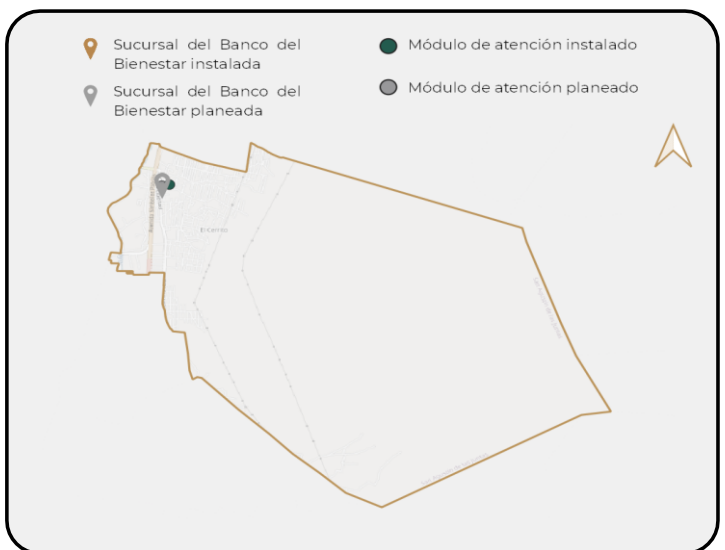 Sucursal del Banco del
Bienestar instalada
Sucursal del Banco del
Bienestar planeada
Módulo de atención instalado
Módulo de atención planeado